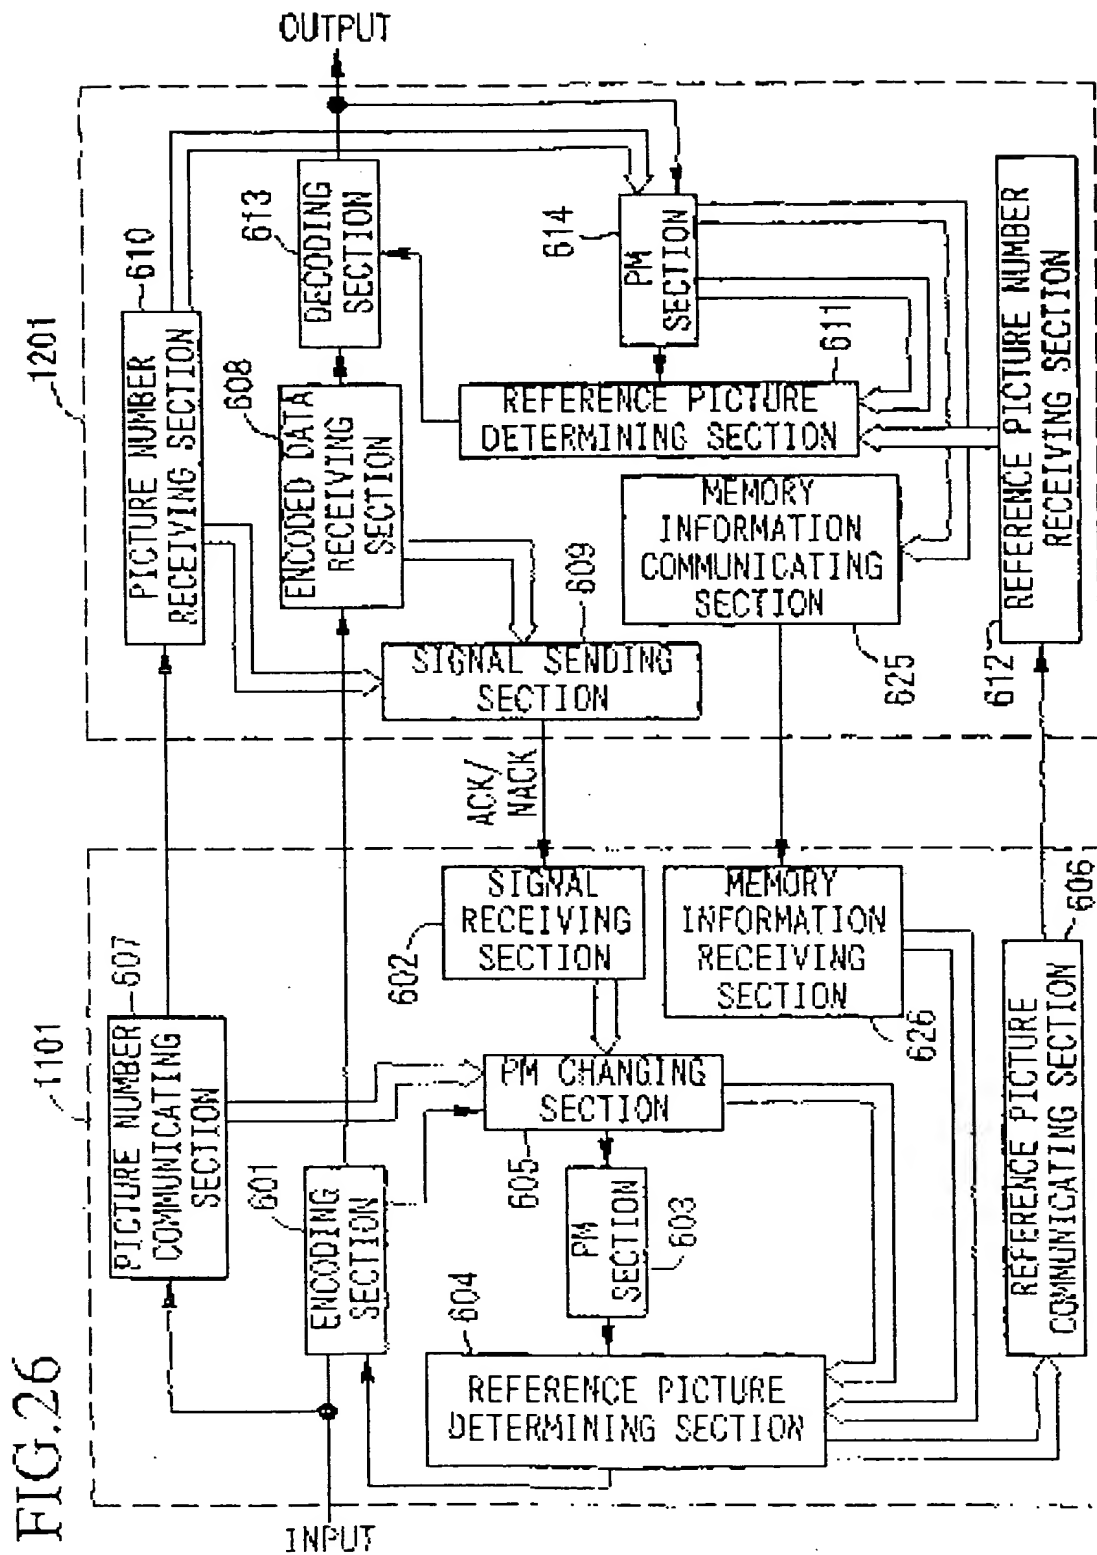 FIG.26
INPUT
OUTPUT
1101
1201
PICTURE NUMBER
COMMUNICATING
SECTION
607
PICTURE NUMBER
RECEIVING SECTION
610
ENCODING
SECTION
601
ENCODED DATA
RECEIVING
SECTION
608
DECODING
SECTION
613
SIGNAL SENDING
SECTION
609
ACK/
NACK
SIGNAL
RECEIVING
SECTION
602
PM CHANGING
SECTION
605
PM
SECTION
603
REFERENCE PICTURE
DETERMINING SECTION
604
PM
SECTION
614
REFERENCE PICTURE
DETERMINING SECTION
611
MEMORY
INFORMATION
COMMUNICATING
SECTION
625
MEMORY
INFORMATION
RECEIVING
SECTION
626
REFERENCE PICTURE
COMMUNICATING SECTION
606
REFERENCE PICTURE NUMBER
RECEIVING SECTION
612